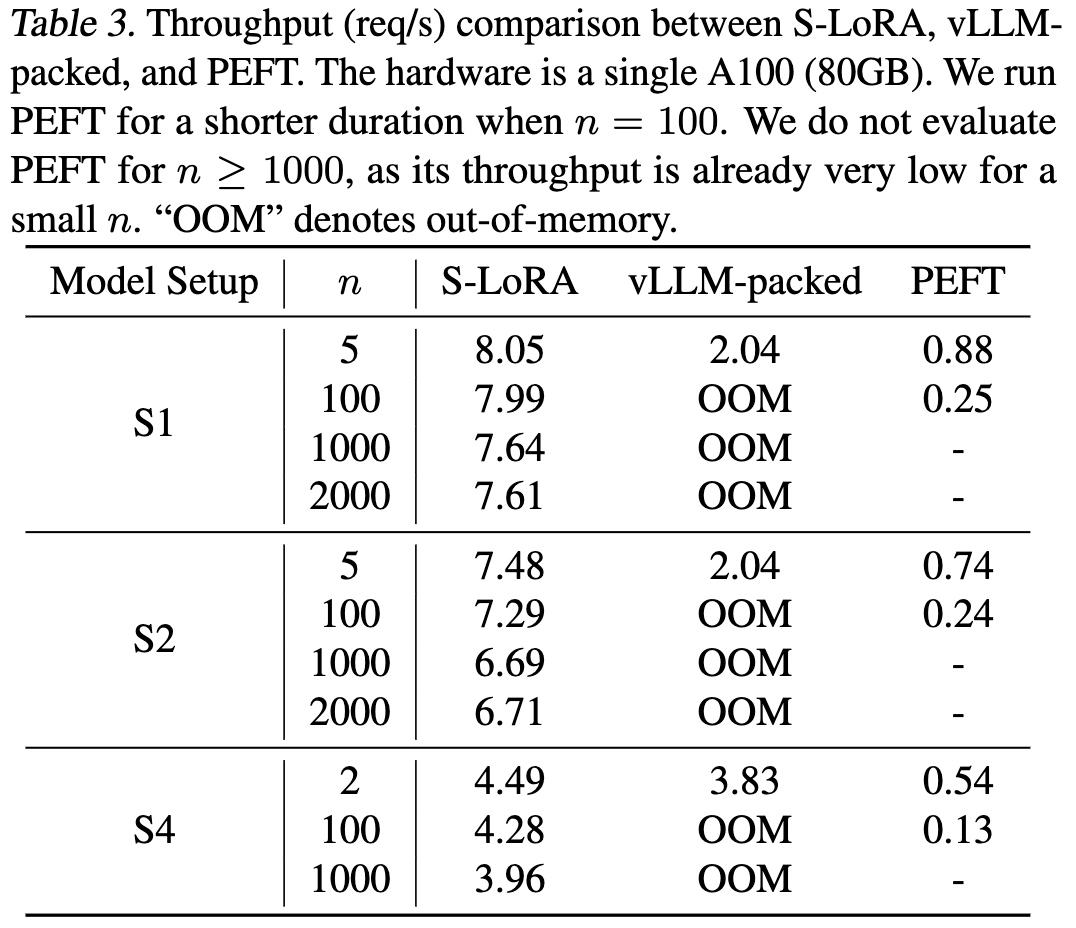 Table 3. Throughput (req/s) comparison between S-LoRA, vLLM-
packed, and PEFT. The hardware is a single A100 (80GB). We run
PEFT for a shorter duration when n = 100. We do not evaluate
PEFT for n ≥ 1000, as its throughput is already very low for a
small n. “OOM” denotes out-of-memory.
Model Setup n S-LoRA vLLM-packed PEFT
S1
5 8.05 2.04 0.88
100 7.99 OOM 0.25
1000 7.64 OOM -
2000 7.61 OOM -
S2
5 7.48 2.04 0.74
100 7.29 OOM 0.24
1000 6.69 OOM -
2000 6.71 OOM -
S4
2 4.49 3.83 0.54
100 4.28 OOM 0.13
1000 3.96 OOM -